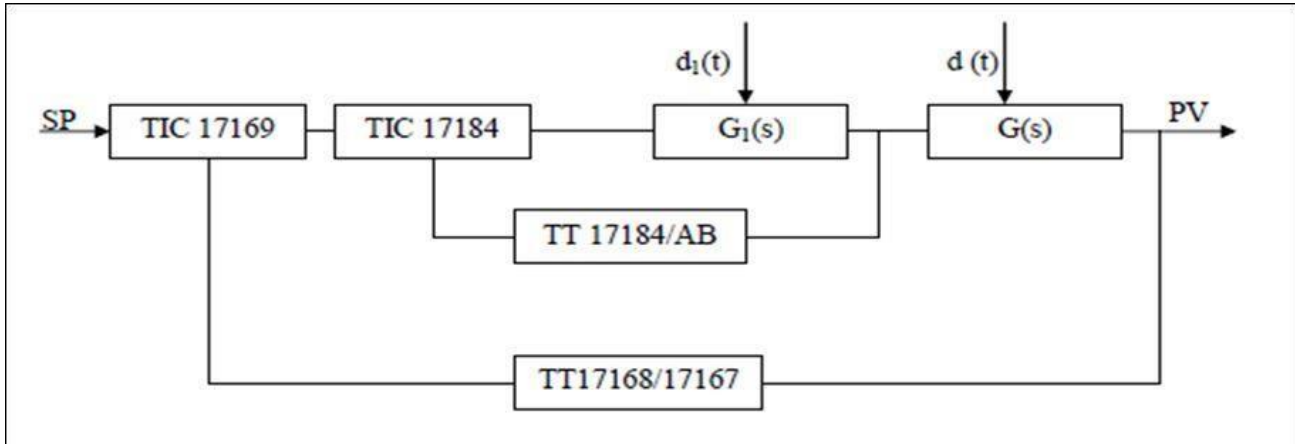 d₁(t)
d (t)
SP
TIC 17169
TIC 17184
G₁(s)
G(s)
PV
TT 17184/AB
TT17168/17167